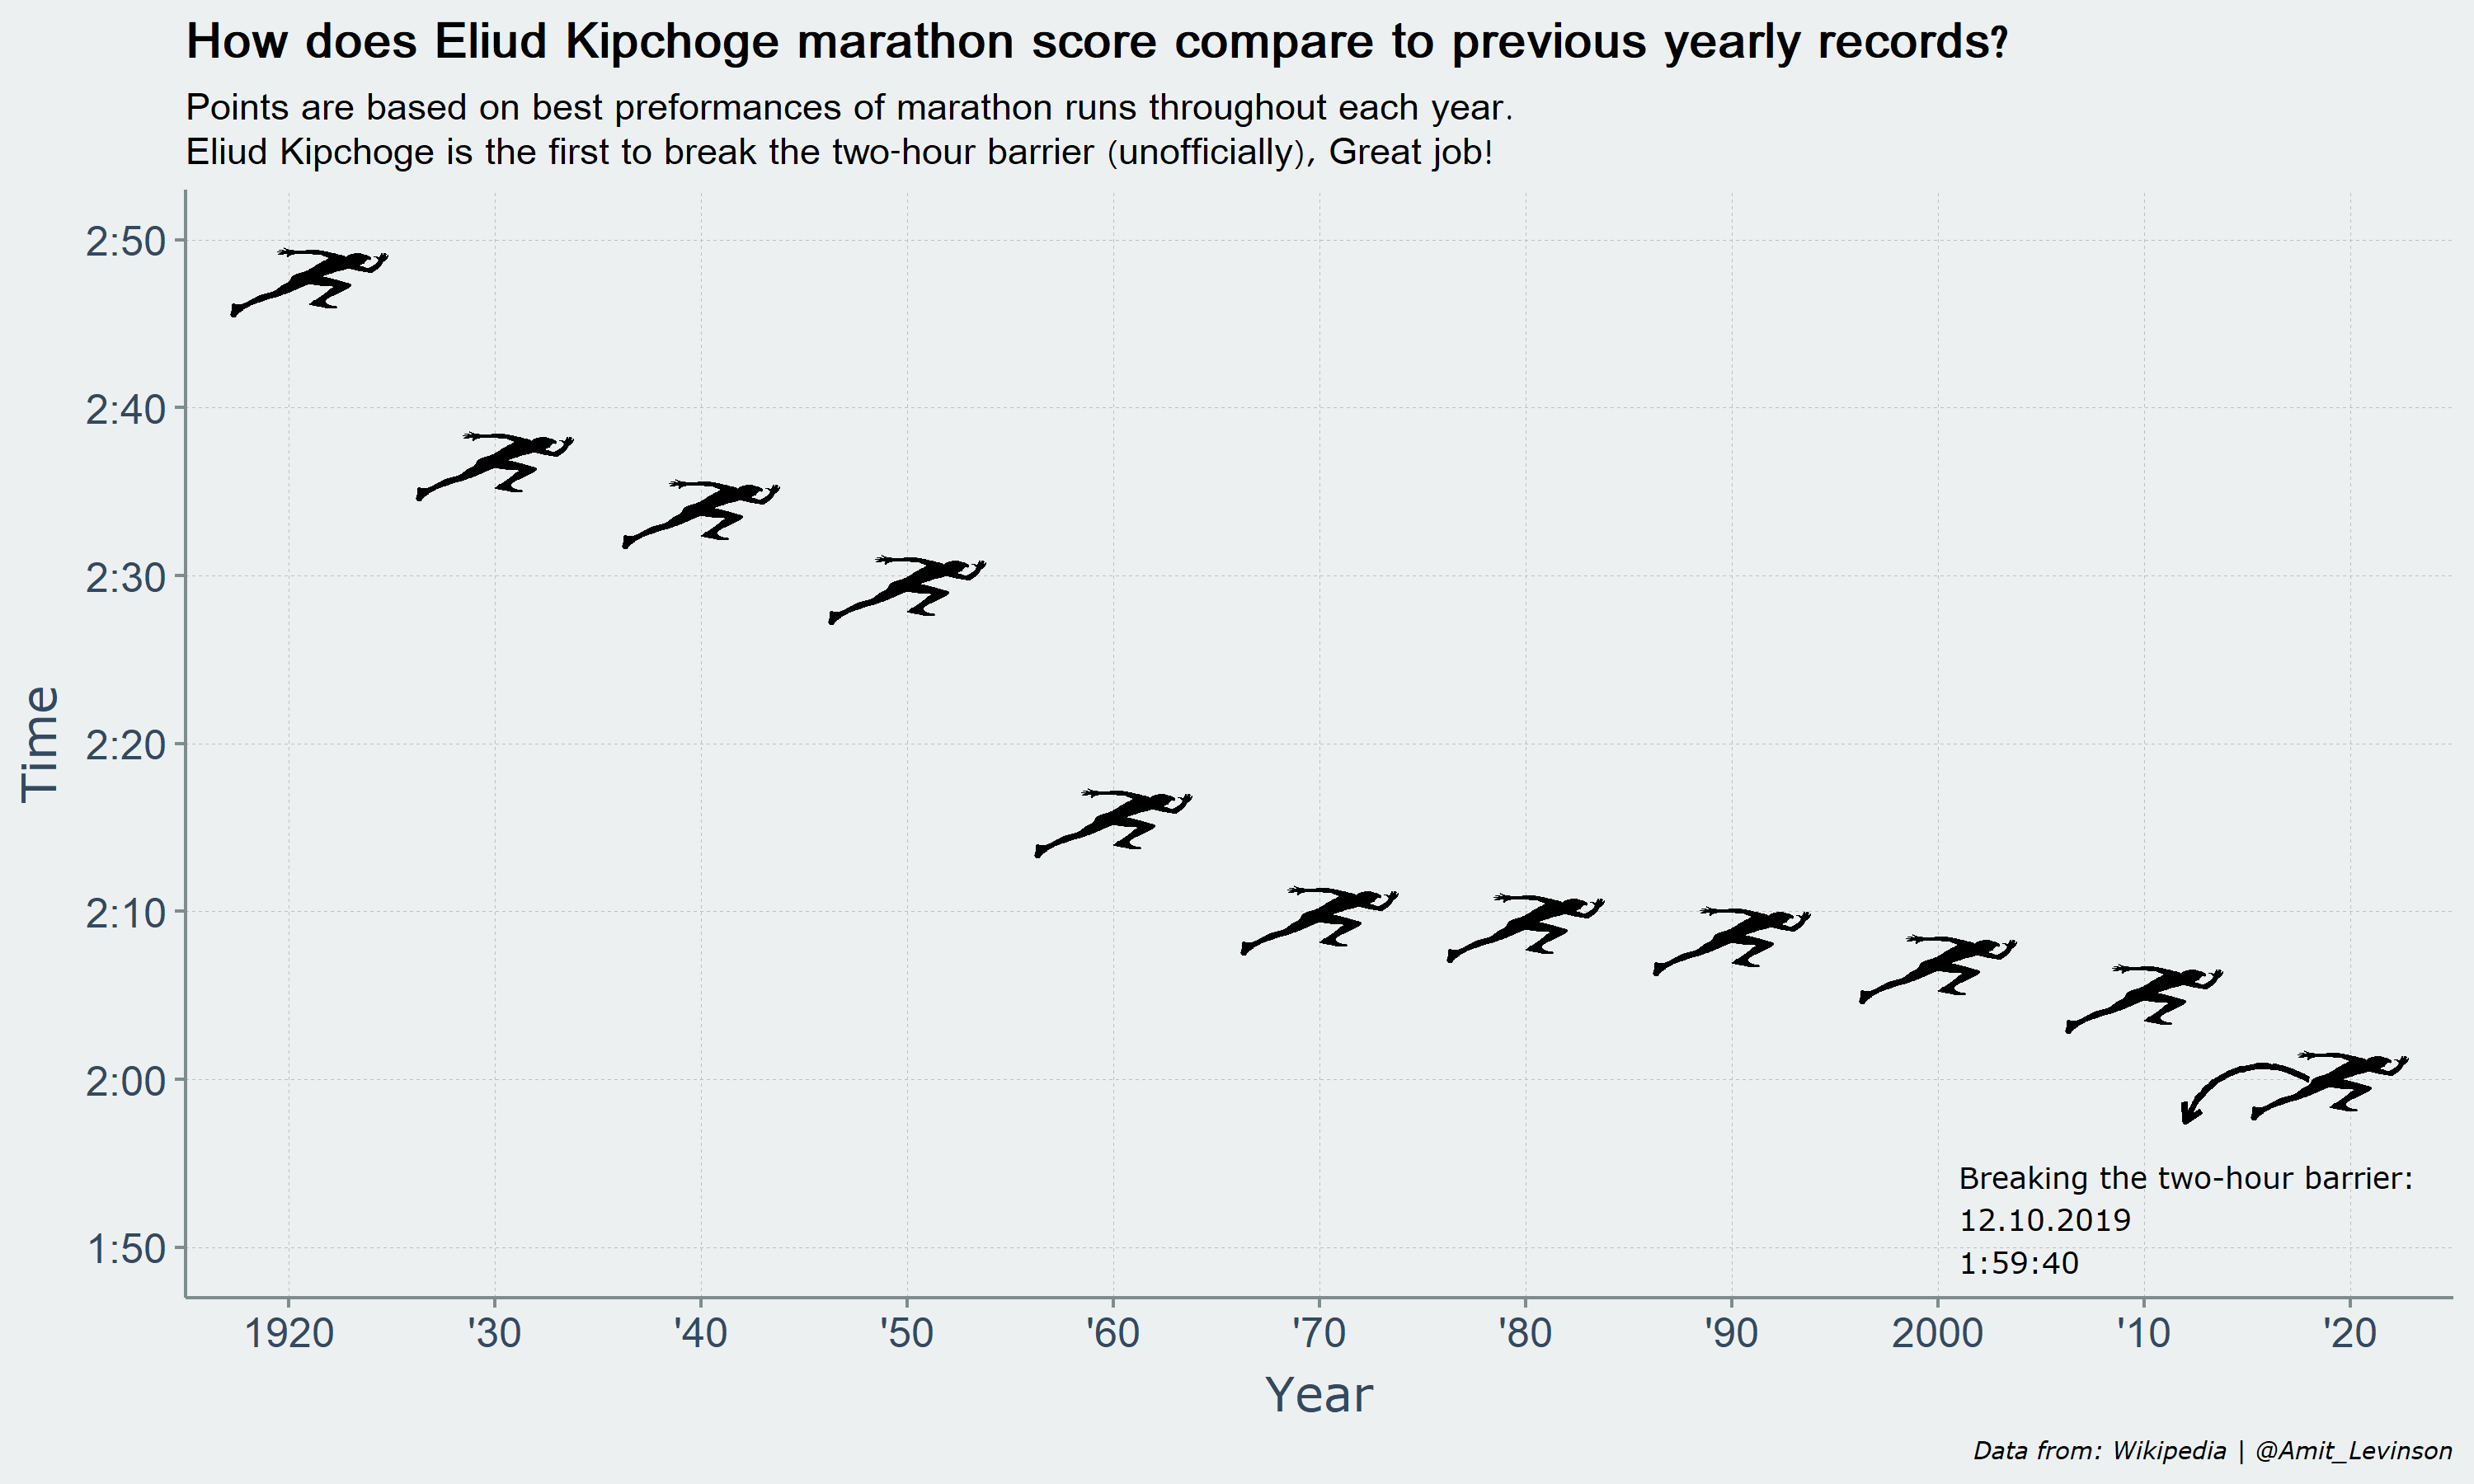 How does Eliud Kipchoge marathon score compare to previous yearly records?
Points are based on best preformances of marathon runs throughout each year.
Eliud Kipchoge is the first to break the two-hour barrier (unofficially), Great job!
2:50
2:40
2:30
2:20
2:10
2:00
1:50
Time
Breaking the two-hour barrier:
12.10.2019
1:59:40
1920 '30 '40 '50 '60 '70 '80 '90 2000 '10 '20
Year
Data from: Wikipedia | @Amit_Levinson